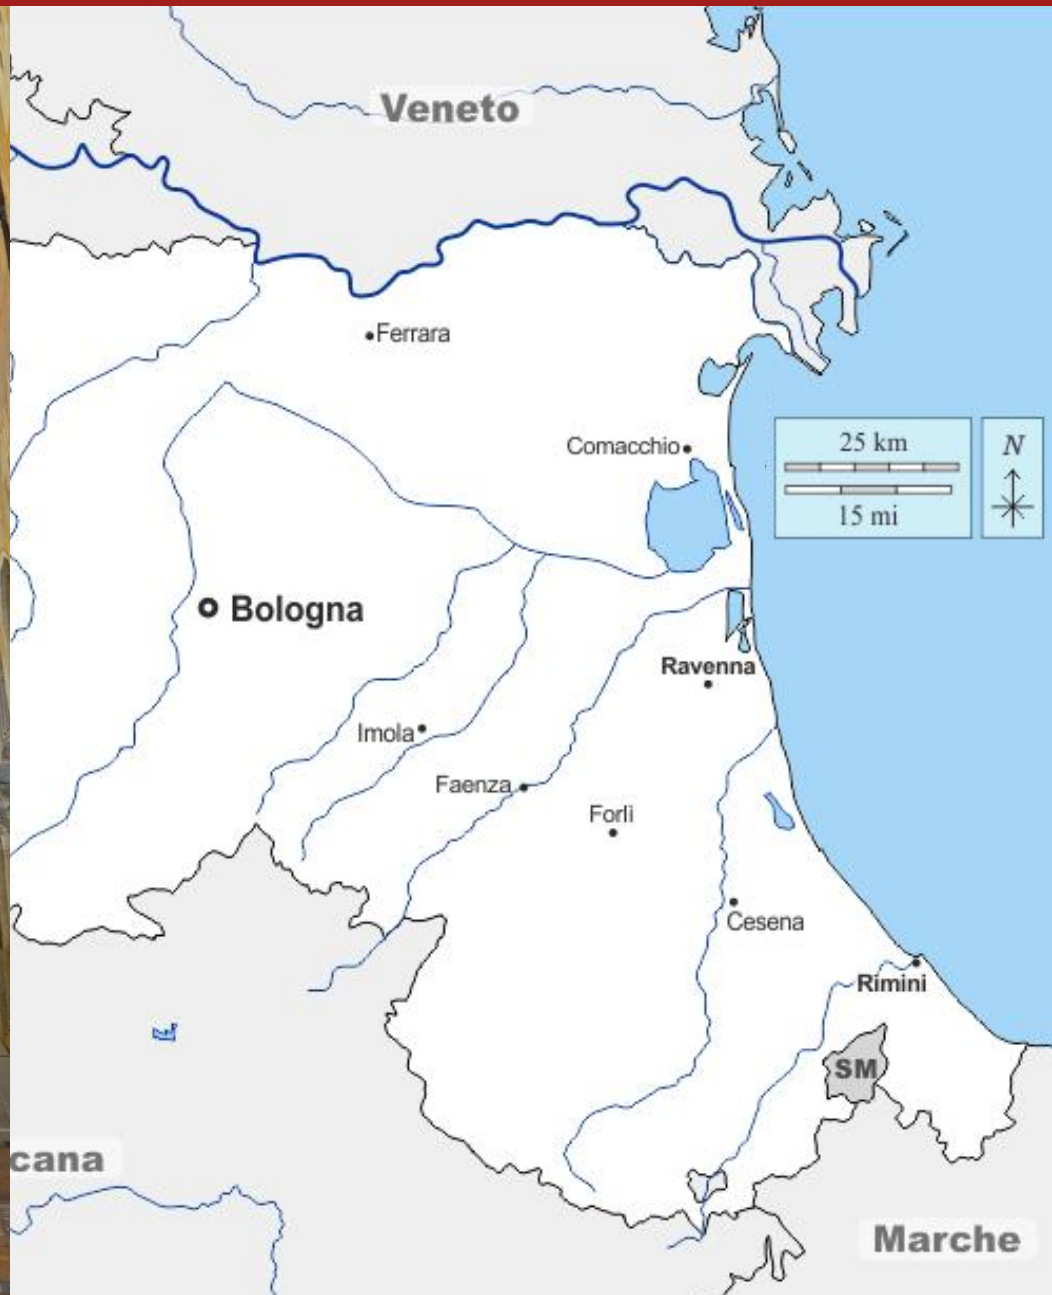 Veneto
Ferrara
Comacchio
25 km
15 mi
N
Bologna
Ravenna
Imola
Faenza
Forlì
Cesena
Rimini
SM
cana
Marche